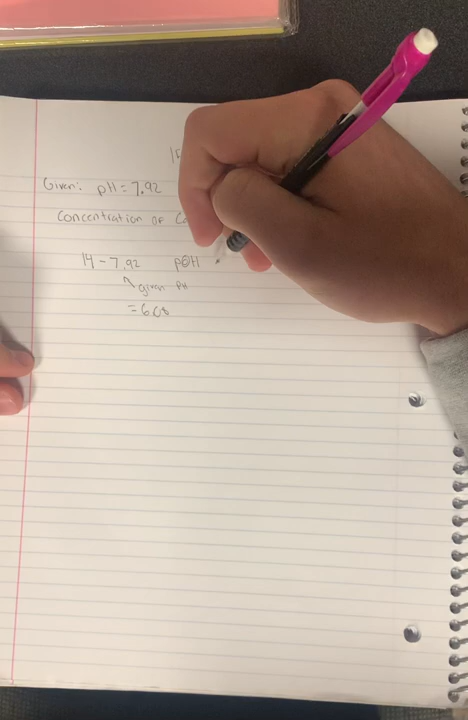 Given: pH = 7.92
Concentration of
14 - 7.92 pOH
given pH
= 6.08